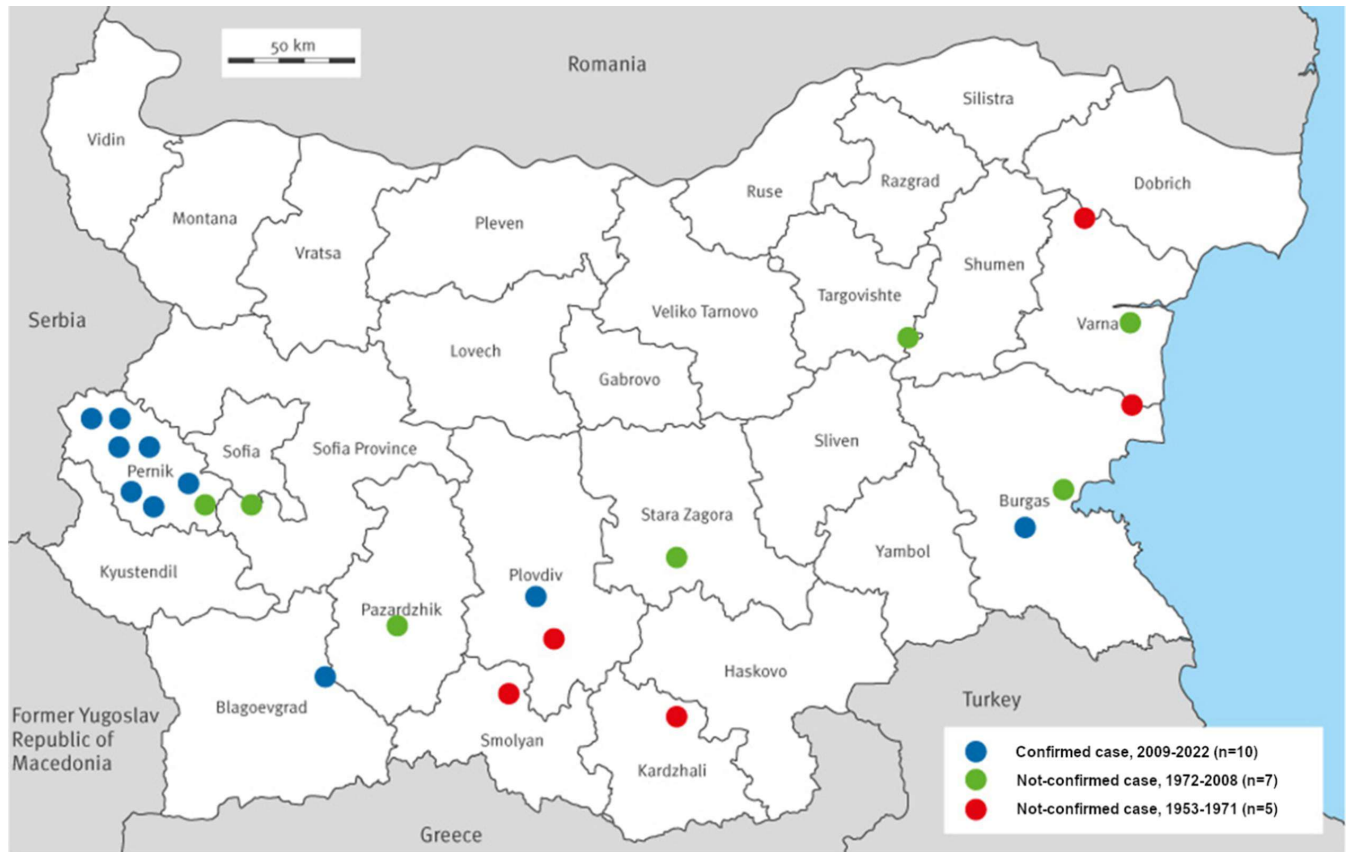 50 km
Romania
Silistra
Vidin
Dobrich
Razgrad
Ruse
Montana
Pleven
Vratsa
Shumen
Targovishte
Veliko Tarnovo
Serbia
Varna
Lovech
Gabrovo
Sliven
Sofia
Sofia Province
Pernik
Burgas
Stara Zagora
Yambol
Kyustendil
Plovdiv
Pazardzhik
Haskovo
Turkey
Blagoevgrad
Former Yugoslav
Republic of
Macedonia
Smolyan
Kardzhali
Greece
Confirmed case, 2009-2022 (n=10)
Not-confirmed case, 1972-2008 (n=7)
Not-confirmed case, 1953-1971 (n=5)